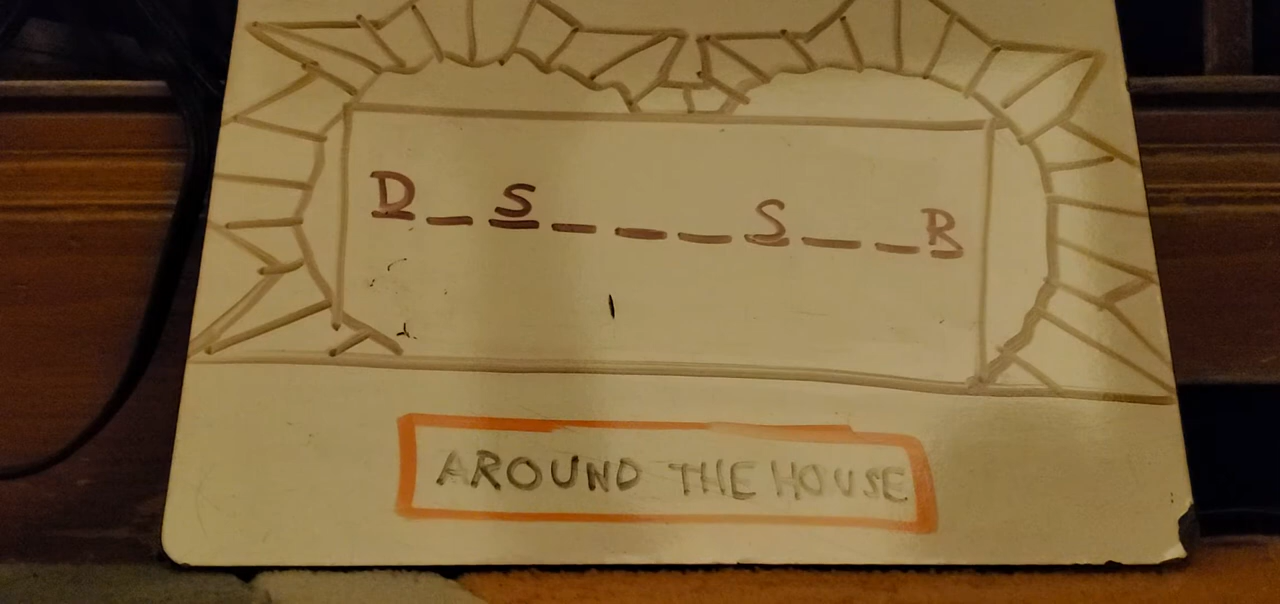 D _ S _ _ _ S _ _ R
AROUND THE HOUSE